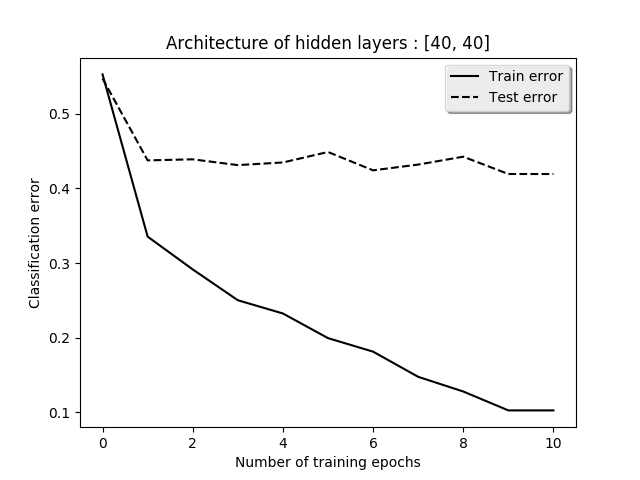 Architecture of hidden layers : [40, 40]
Train error
Test error
0.5
0.4
0.3
0.2
0.1
Classification error
0 2 4 6 8 10
Number of training epochs